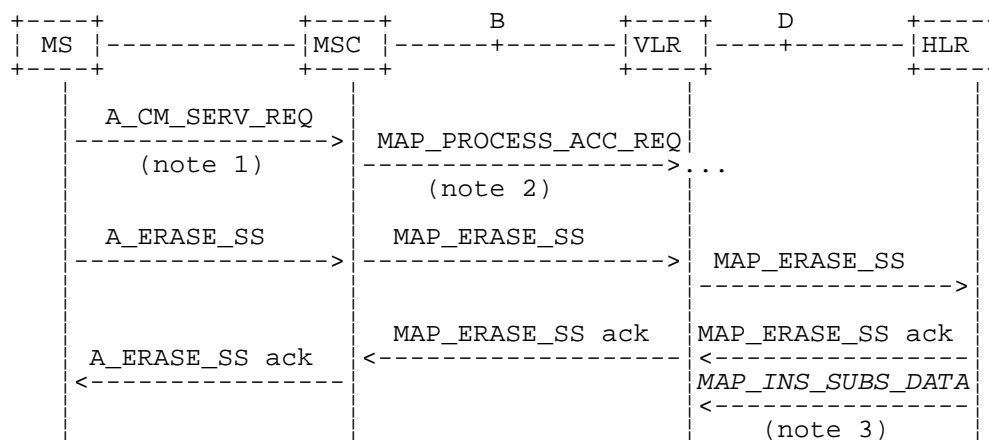 B D
MS MSC VLR HLR
A_CM_SERV_REQ
MAP_PROCESS_ACC_REQ
(note 1)
...
(note 2)
A_ERASE_SS MAP_ERASE_SS
MAP_ERASE_SS
MAP_ERASE_SS ack MAP_ERASE_SS ack
A_ERASE_SS ack
MAP_INS_SUBS_DATA
(note 3)